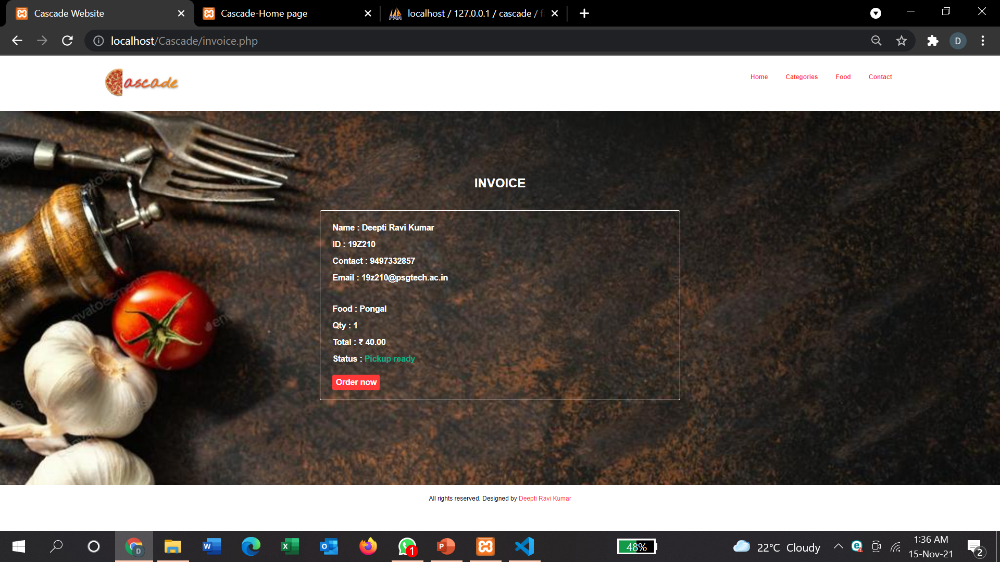 Cascade Website
Cascade-Home page
localhost / 127.0.0.1 / cascade /
localhost/Cascade/invoice.php
D
ascade
Home
Categories
Food
Contact
INVOICE
Name : Deepti Ravi Kumar
ID : 19Z210
Contact : 9497332857
Email : 19z210@psgtech.ac.in
Food : Pongal
Qty : 1
Total : ₹ 40.00
Status : Pickup ready
Order now
All rights reserved. Designed by Deepti Ravi Kumar
48%
22°C Cloudy
1:36 AM
15-Nov-21
1
2